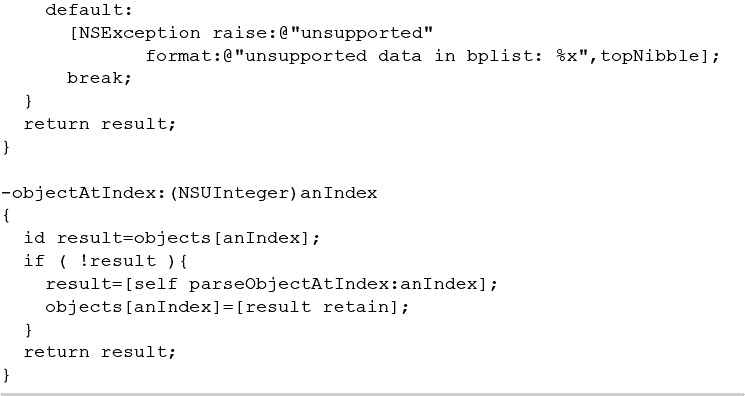 default:
      [NSException raise:@"unsupported"
            format:@"unsupported data in bplist: %x",topNibble];
      break;
  }
  return result;
}

-objectAtIndex:(NSUInteger)anIndex
{
  id result=objects[anIndex];
  if ( !result ){
    result=[self parseObjectAtIndex:anIndex];
    objects[anIndex]=[result retain];
  }
  return result;
}